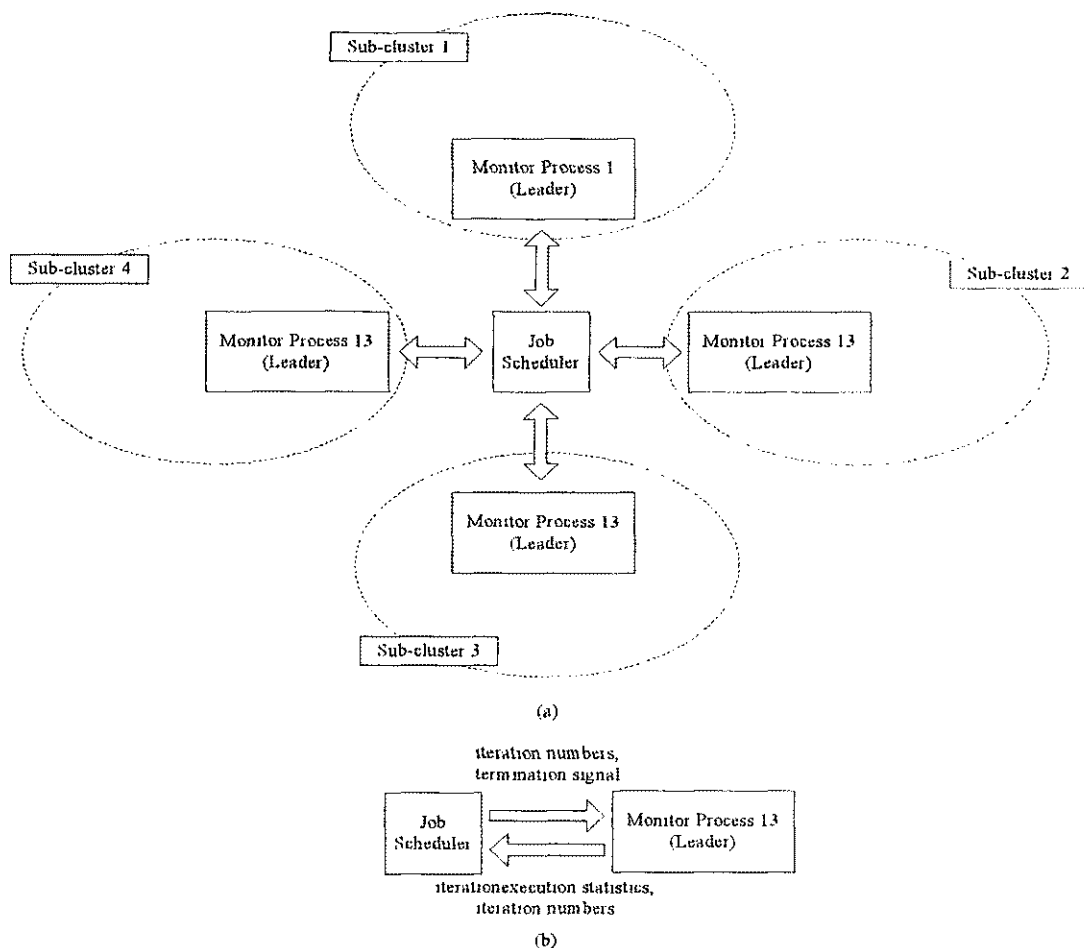 Sub-cluster 1
Monitor Process 1
(Leader)
Sub-cluster 4
Sub-cluster 2
Monitor Process 13
(Leader)
Job
Scheduler
Monitor Process 13
(Leader)
Monitor Process 13
(Leader)
Sub-cluster 3
(a)
iteration numbers,
termination signal
Job
Scheduler
Monitor Process 13
(Leader)
iterationexecution statistics,
iteration numbers
(b)